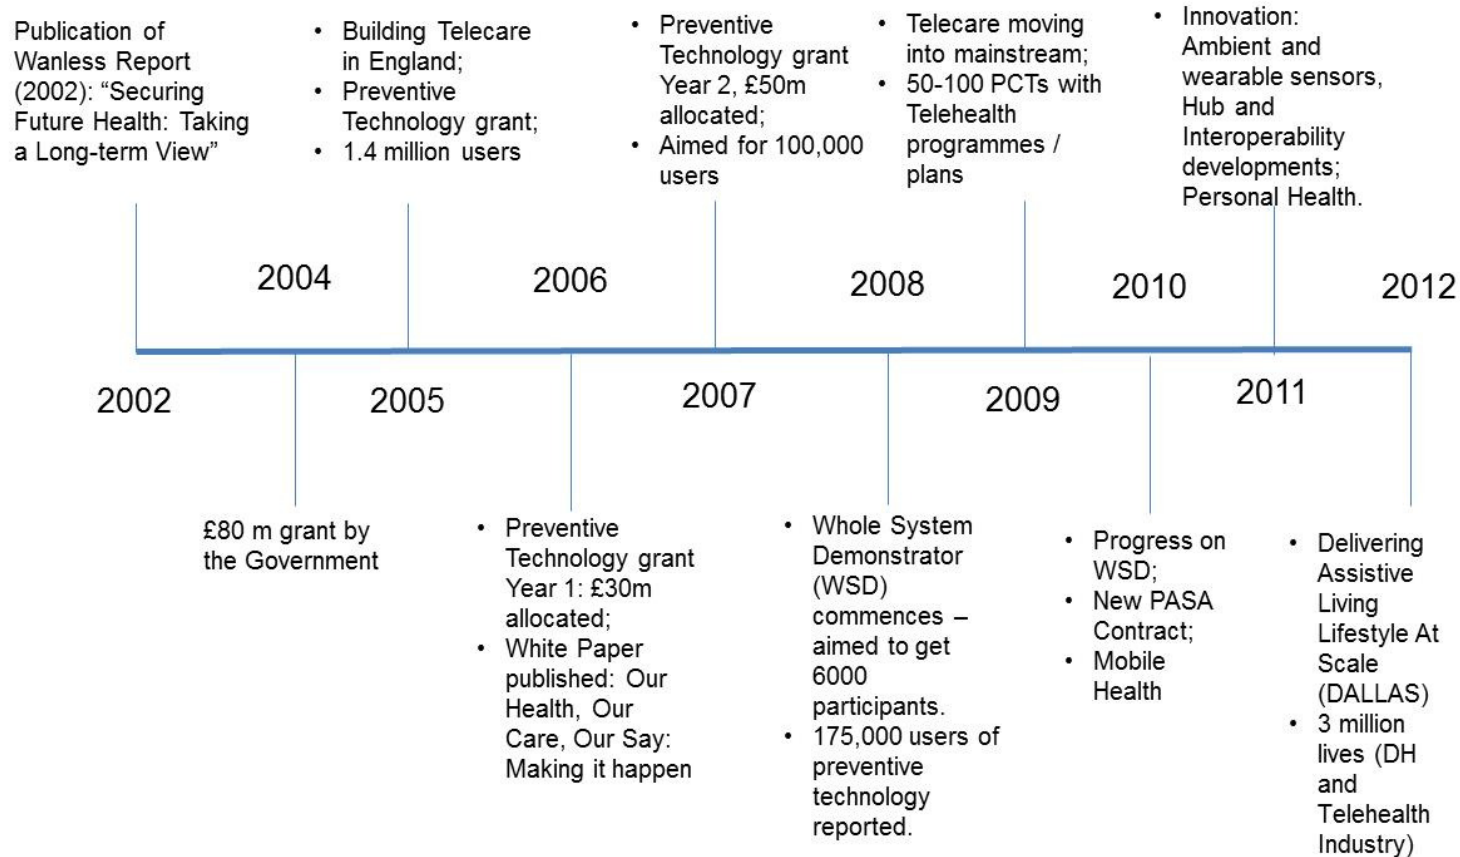 Publication of
Wanless Report
(2002): “Securing
Future Health: Taking
a Long-term View”
• Building Telecare
in England;
• Preventive
Technology grant;
• 1.4 million users
• Preventive
Technology grant
Year 2, £50m
allocated;
• Aimed for 100,000
users
• Telecare moving
into mainstream;
• 50-100 PCTs with
Telehealth
programmes /
plans
• Innovation:
Ambient and
wearable sensors,
Hub and
Interoperability
developments;
Personal Health.
2004
2006
2008
2010
2012
2002
2005
2007
2009
2011
£80 m grant by
the Government
• Preventive
Technology grant
Year 1: £30m
allocated;
• White Paper
published: Our
Health, Our
Care, Our Say:
Making it happen
• Whole System
Demonstrator
(WSD)
commences –
aimed to get
6000
participants.
• 175,000 users of
preventive
technology
reported.
• Progress on
WSD;
• New PASA
Contract;
• Mobile
Health
• Delivering
Assistive
Living
Lifestyle At
Scale
(DALLAS)
• 3 million
lives (DH
and
Telehealth
Industry)